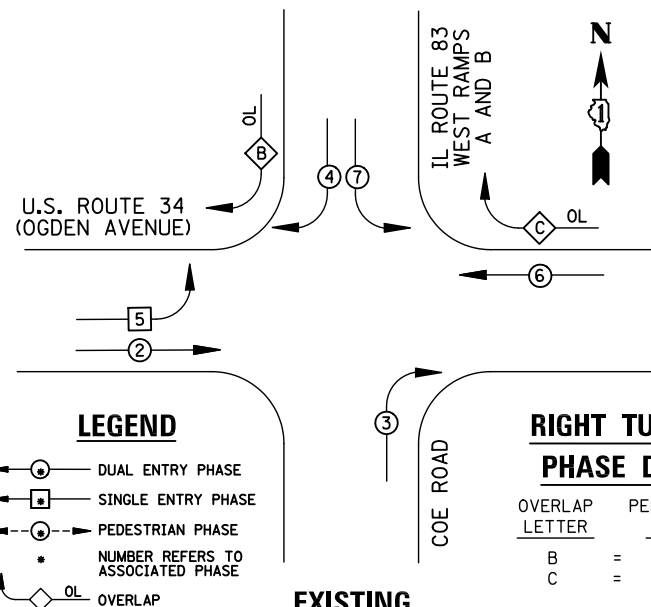 IL ROUTE 83
WEST RAMPS
A AND B
N
1
OL
B
4
7
U.S. ROUTE 34
(OGDEN AVENUE)
C
OL
6
5
2
3
COE ROAD
LEGEND
* DUAL ENTRY PHASE
* SINGLE ENTRY PHASE
* PEDESTRIAN PHASE
* NUMBER REFERS TO
ASSOCIATED PHASE
OL OVERLAP
RIGHT TU
PHASE D
OVERLAP PE
LETTER
B =
C =
EXISTING